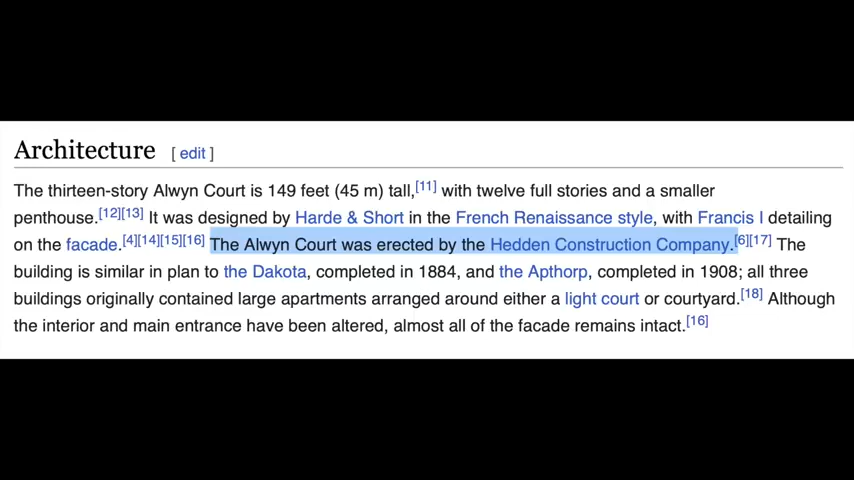 Architecture [ edit ]
The thirteen-story Alwyn Court is 149 feet (45 m) tall,[11] with twelve full stories and a smaller
penthouse.[12][13] It was designed by Harde & Short in the French Renaissance style, with Francis I detailing
on the facade.[4][14][15][16] The Alwyn Court was erected by the Hedden Construction Company.[6][17] The
building is similar in plan to the Dakota, completed in 1884, and the Apthorp, completed in 1908; all three
buildings originally contained large apartments arranged around either a light court or courtyard.[18] Although
the interior and main entrance have been altered, almost all of the facade remains intact.[16]